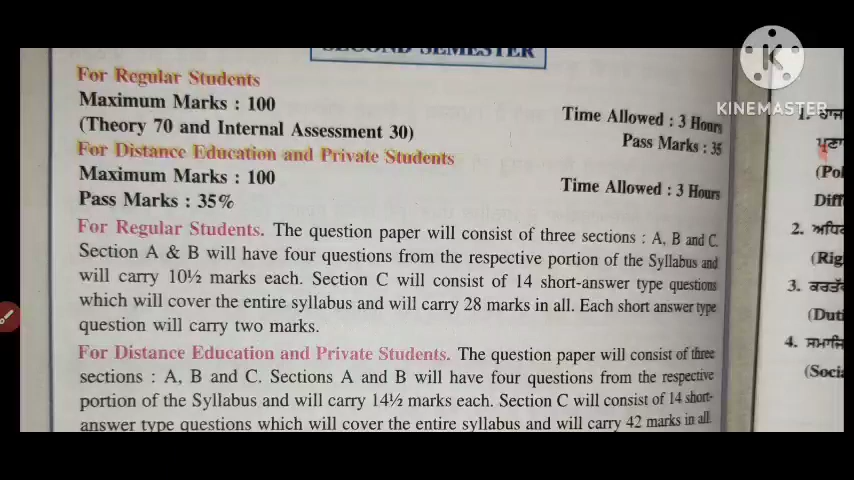 SECOND SEMESTER
For Regular Students
Maximum Marks : 100
Time Allowed : 3 Hours
(Theory 70 and Internal Assessment 30)
Pass Marks : 35
For Distance Education and Private Students
Maximum Marks : 100
Time Allowed : 3 Hours
Pass Marks : 35%
For Regular Students. The question paper will consist of three sections : A, B and C.
Section A & B will have four questions from the respective portion of the Syllabus and
will carry 10½ marks each. Section C will consist of 14 short-answer type questions
which will cover the entire syllabus and will carry 28 marks in all. Each short answer type
question will carry two marks.
For Distance Education and Private Students. The question paper will consist of three
sections : A, B and C. Sections A and B will have four questions from the respective
portion of the Syllabus and will carry 14½ marks each. Section C will consist of 14 short-
answer type questions which will cover the entire syllabus and will carry 42 marks in all.
KINEMASTER
1.
2.
3.
4.